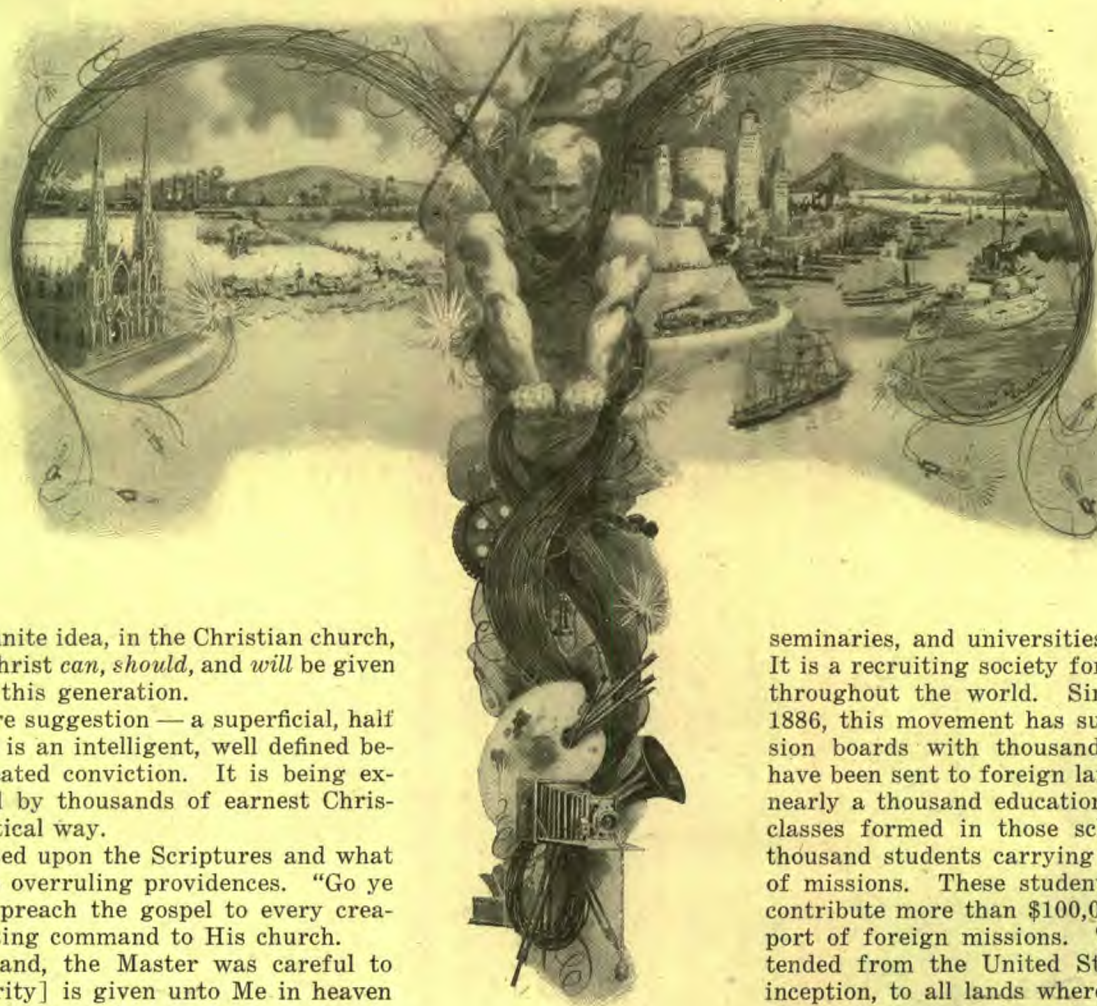 nite idea, in the Christian church,
hrist can, should, and will be given
this generation.
re suggestion — a superficial, half
is an intelligent, well defined be-
ated conviction. It is being ex-
l by thousands of earnest Chris-
tical way.
ed upon the Scriptures and what
overruling providences. "Go ye
preach the gospel to every crea-
ing command to His church.
and, the Master was careful to
rity] is given unto Me in heaven
seminaries, and universities
It is a recruiting society for
throughout the world. Sin
1886, this movement has su
sion boards with thousand
have been sent to foreign la
nearly a thousand education
classes formed in those sc
thousand students carrying
of missions. These student
contribute more than $100,0
port of foreign missions.
tended from the United St
inception, to all lands where